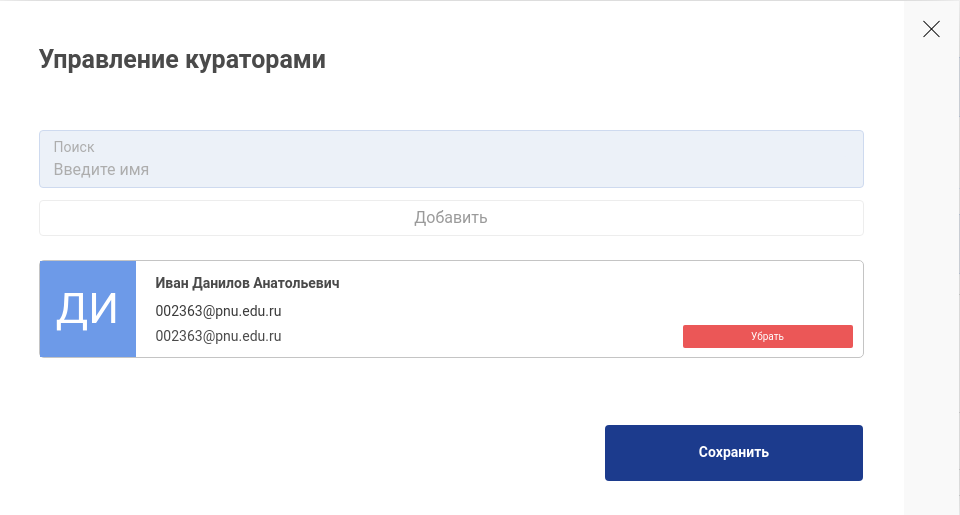 Управление кураторами
Поиск
Введите имя
Добавить
ДИ
Иван Данилов Анатольевич
002363@pnu.edu.ru
002363@pnu.edu.ru
Убрать
Сохранить